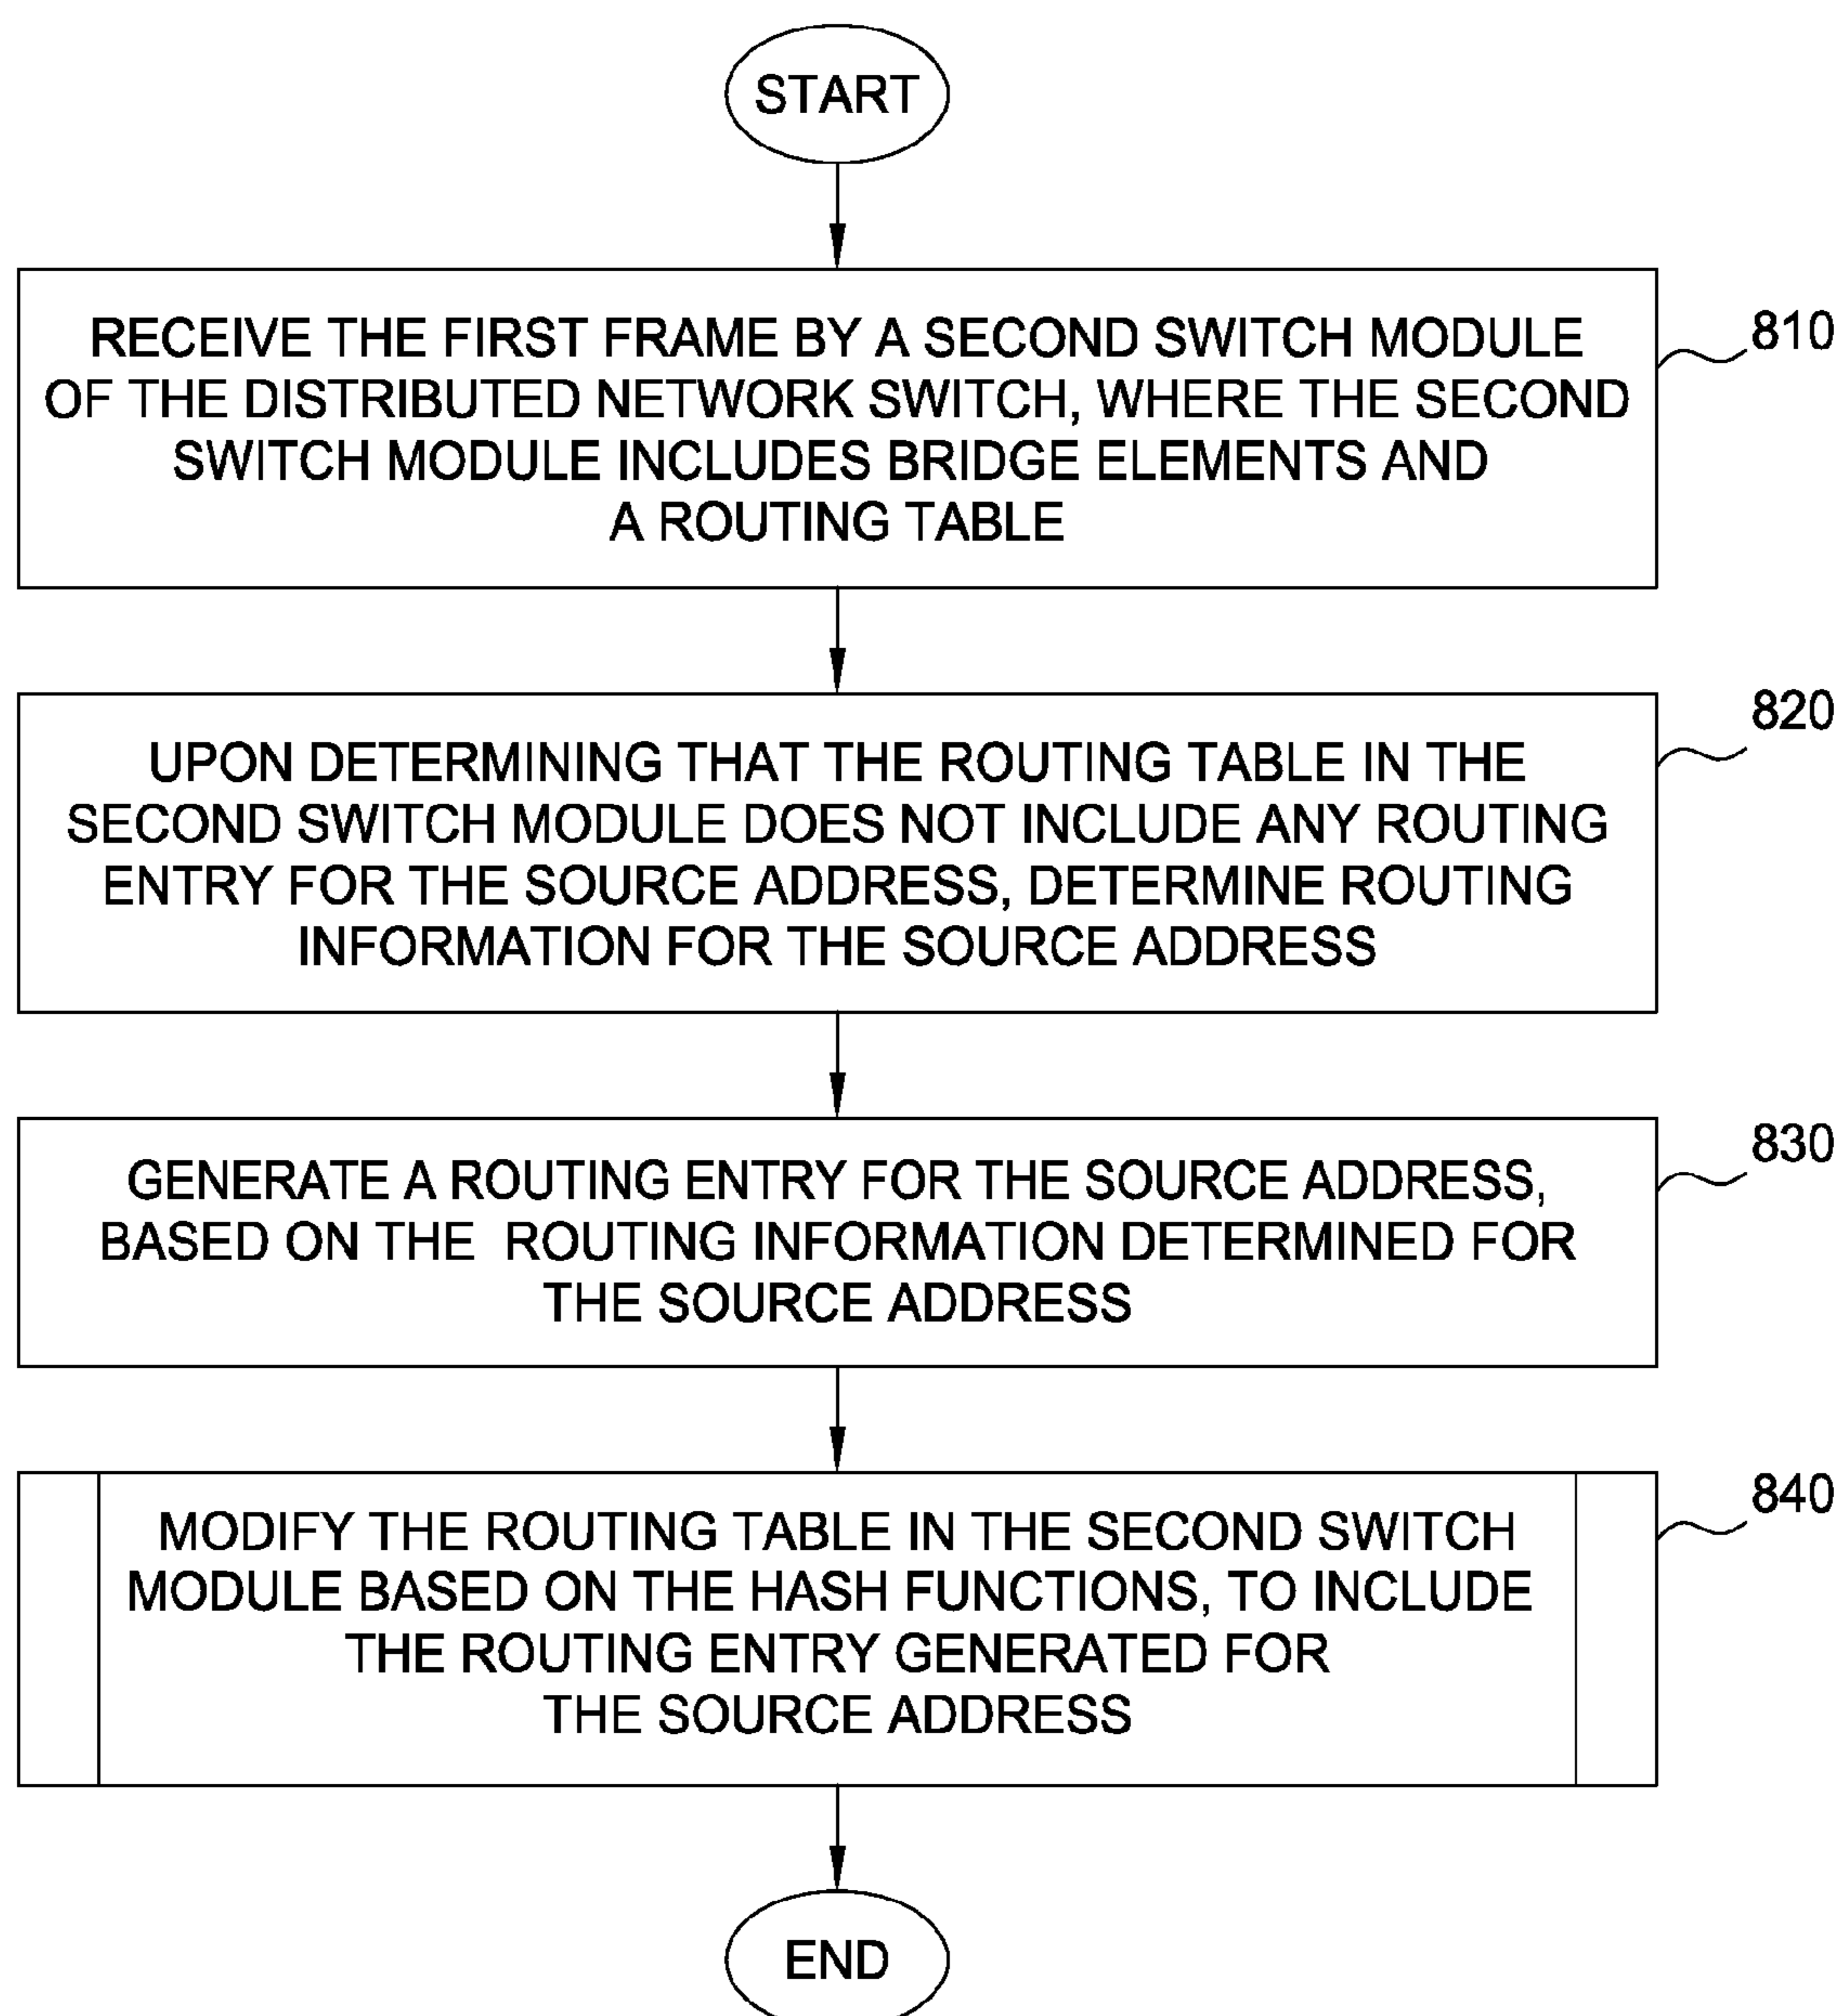 START
RECEIVE THE FIRST FRAME BY A SECOND SWITCH MODULE
OF THE DISTRIBUTED NETWORK SWITCH, WHERE THE SECOND
SWITCH MODULE INCLUDES BRIDGE ELEMENTS AND
A ROUTING TABLE
810
UPON DETERMINING THAT THE ROUTING TABLE IN THE
SECOND SWITCH MODULE DOES NOT INCLUDE ANY ROUTING
ENTRY FOR THE SOURCE ADDRESS, DETERMINE ROUTING
INFORMATION FOR THE SOURCE ADDRESS
820
GENERATE A ROUTING ENTRY FOR THE SOURCE ADDRESS,
BASED ON THE ROUTING INFORMATION DETERMINED FOR
THE SOURCE ADDRESS
830
MODIFY THE ROUTING TABLE IN THE SECOND SWITCH
MODULE BASED ON THE HASH FUNCTIONS, TO INCLUDE
THE ROUTING ENTRY GENERATED FOR
THE SOURCE ADDRESS
840
END